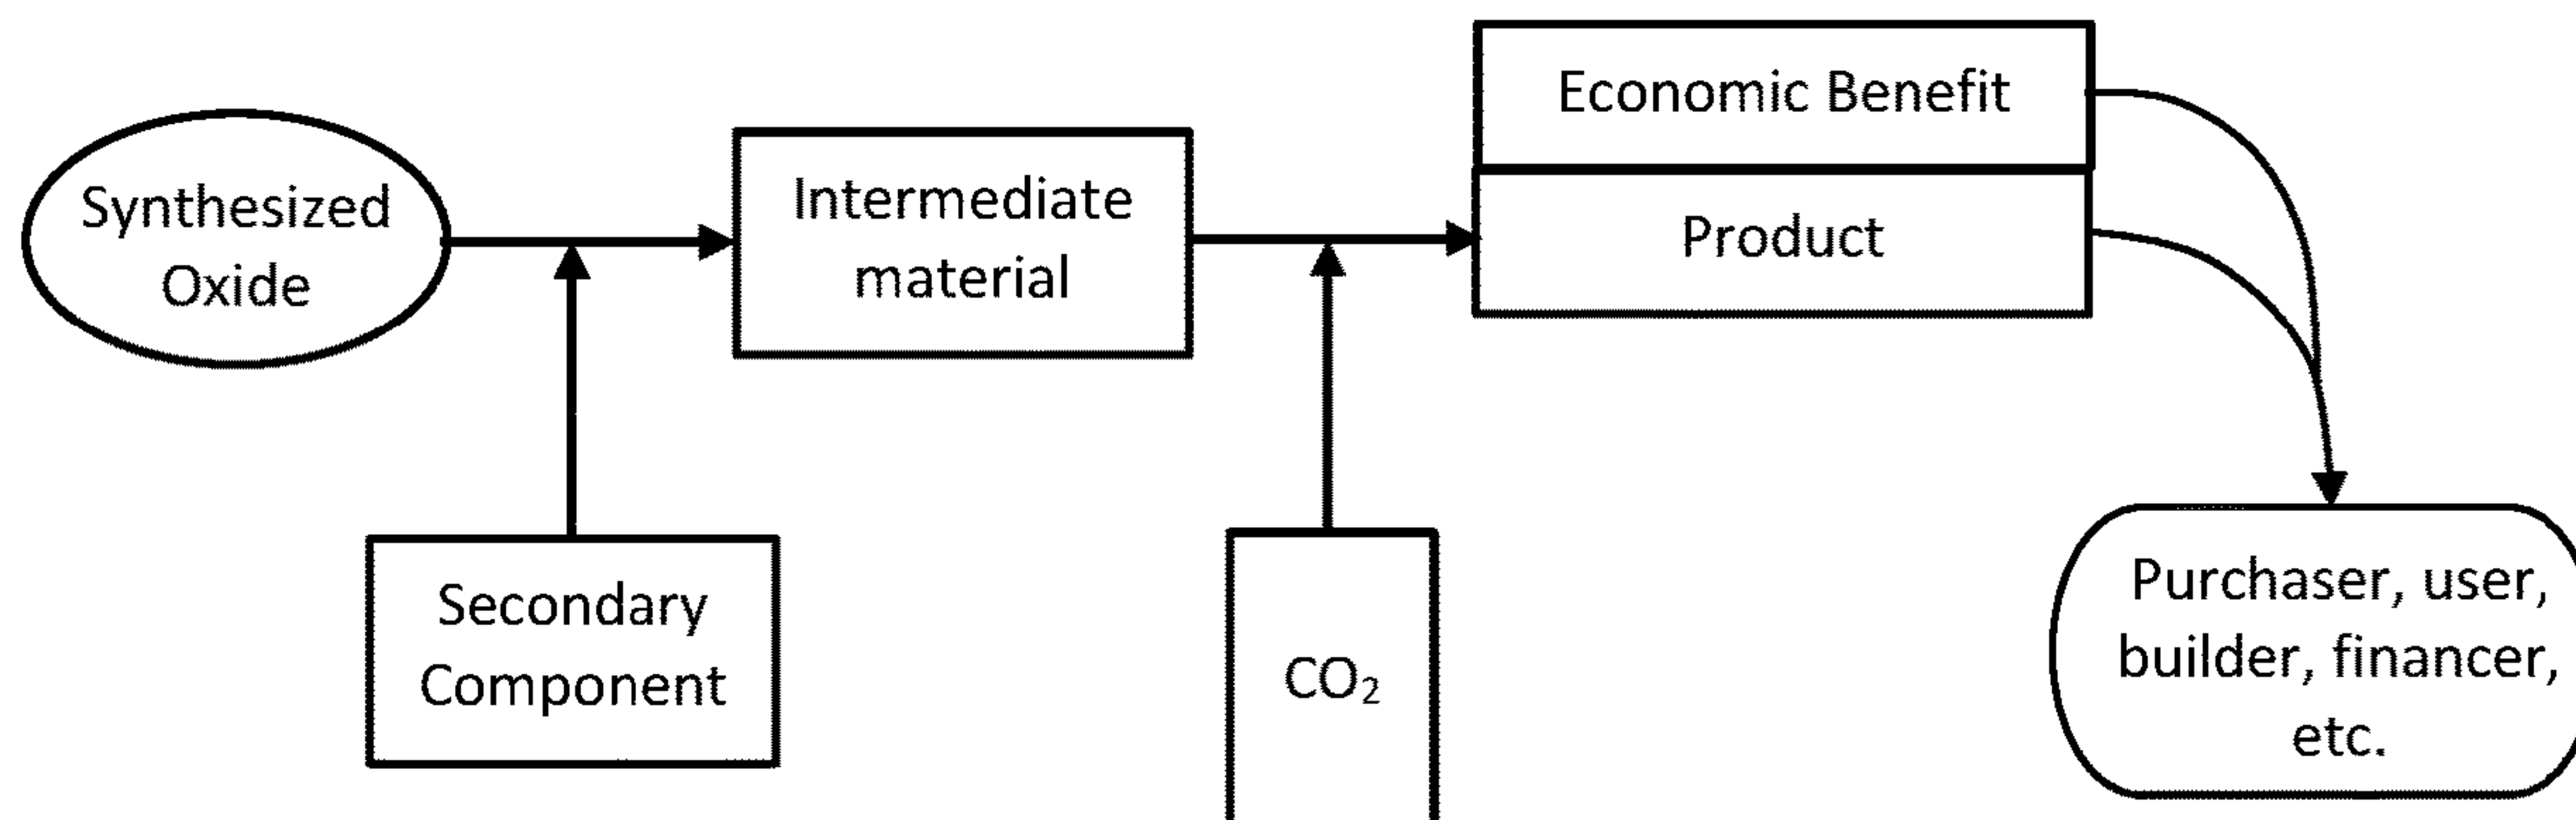 Synthesized
Oxide
Secondary
Component
Intermediate
material
CO₂
Economic Benefit
Product
Purchaser, user,
builder, financer,
etc.